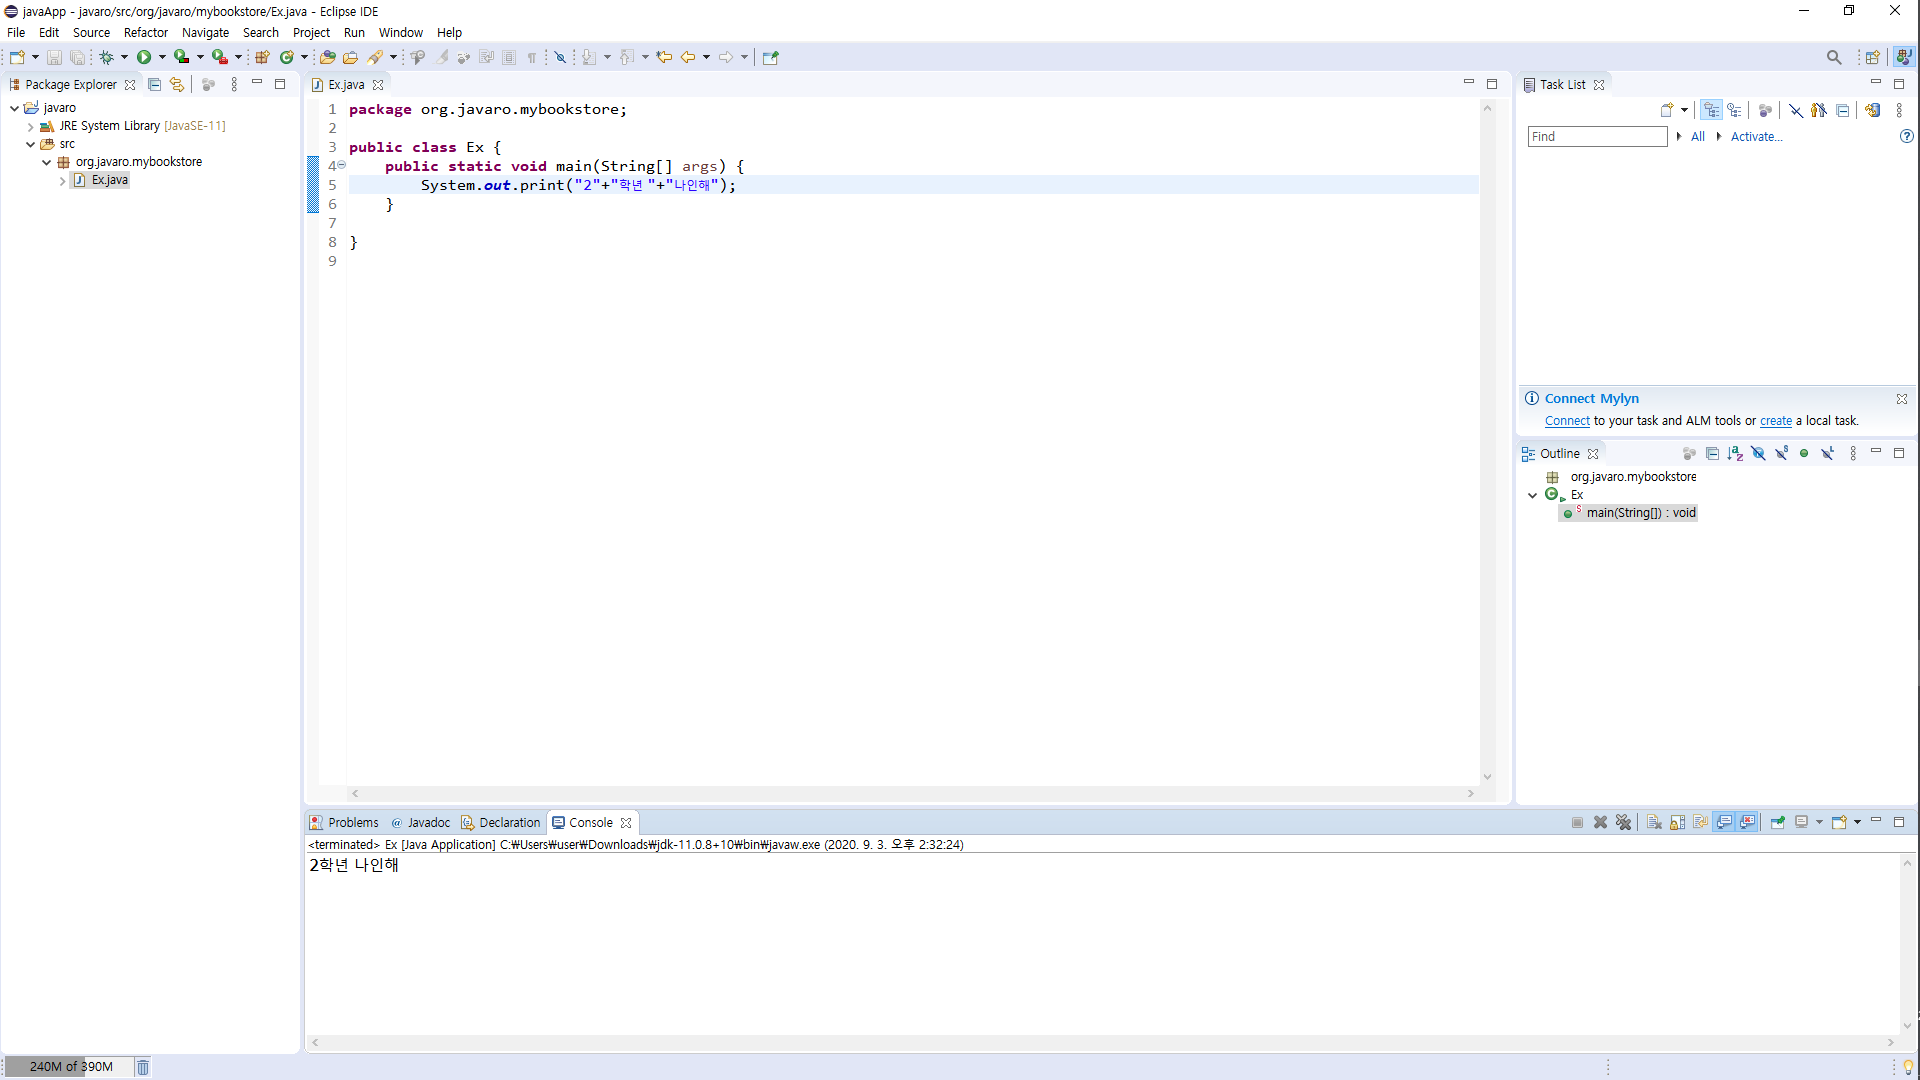 javaApp - javaro/src/org/javaro/mybookstore/Ex.java - Eclipse IDE
File Edit Source Refactor Navigate Search Project Run Window Help
Package Explorer
javaro
JRE System Library [JavaSE-11]
src
org.javaro.mybookstore
Ex.java
Ex.java
1 package org.javaro.mybookstore;
2
3 public class Ex {
4 public static void main(String[] args) {
5 System.out.print("2"+"학년 "+"나인해");
6 }
7
8 }
9
Task List
Find All Activate...
Connect Mylyn
Connect to your task and ALM tools or create a local task.
Outline
org.javaro.mybookstore
Ex
main(String[]) : void
Problems Javadoc Declaration Console
<terminated> Ex [Java Application] C:₩Users₩user₩Downloads₩jdk-11.0.8+10₩bin₩javaw.exe (2020. 9. 3. 오후 2:32:24)
2학년 나인해
240M of 390M